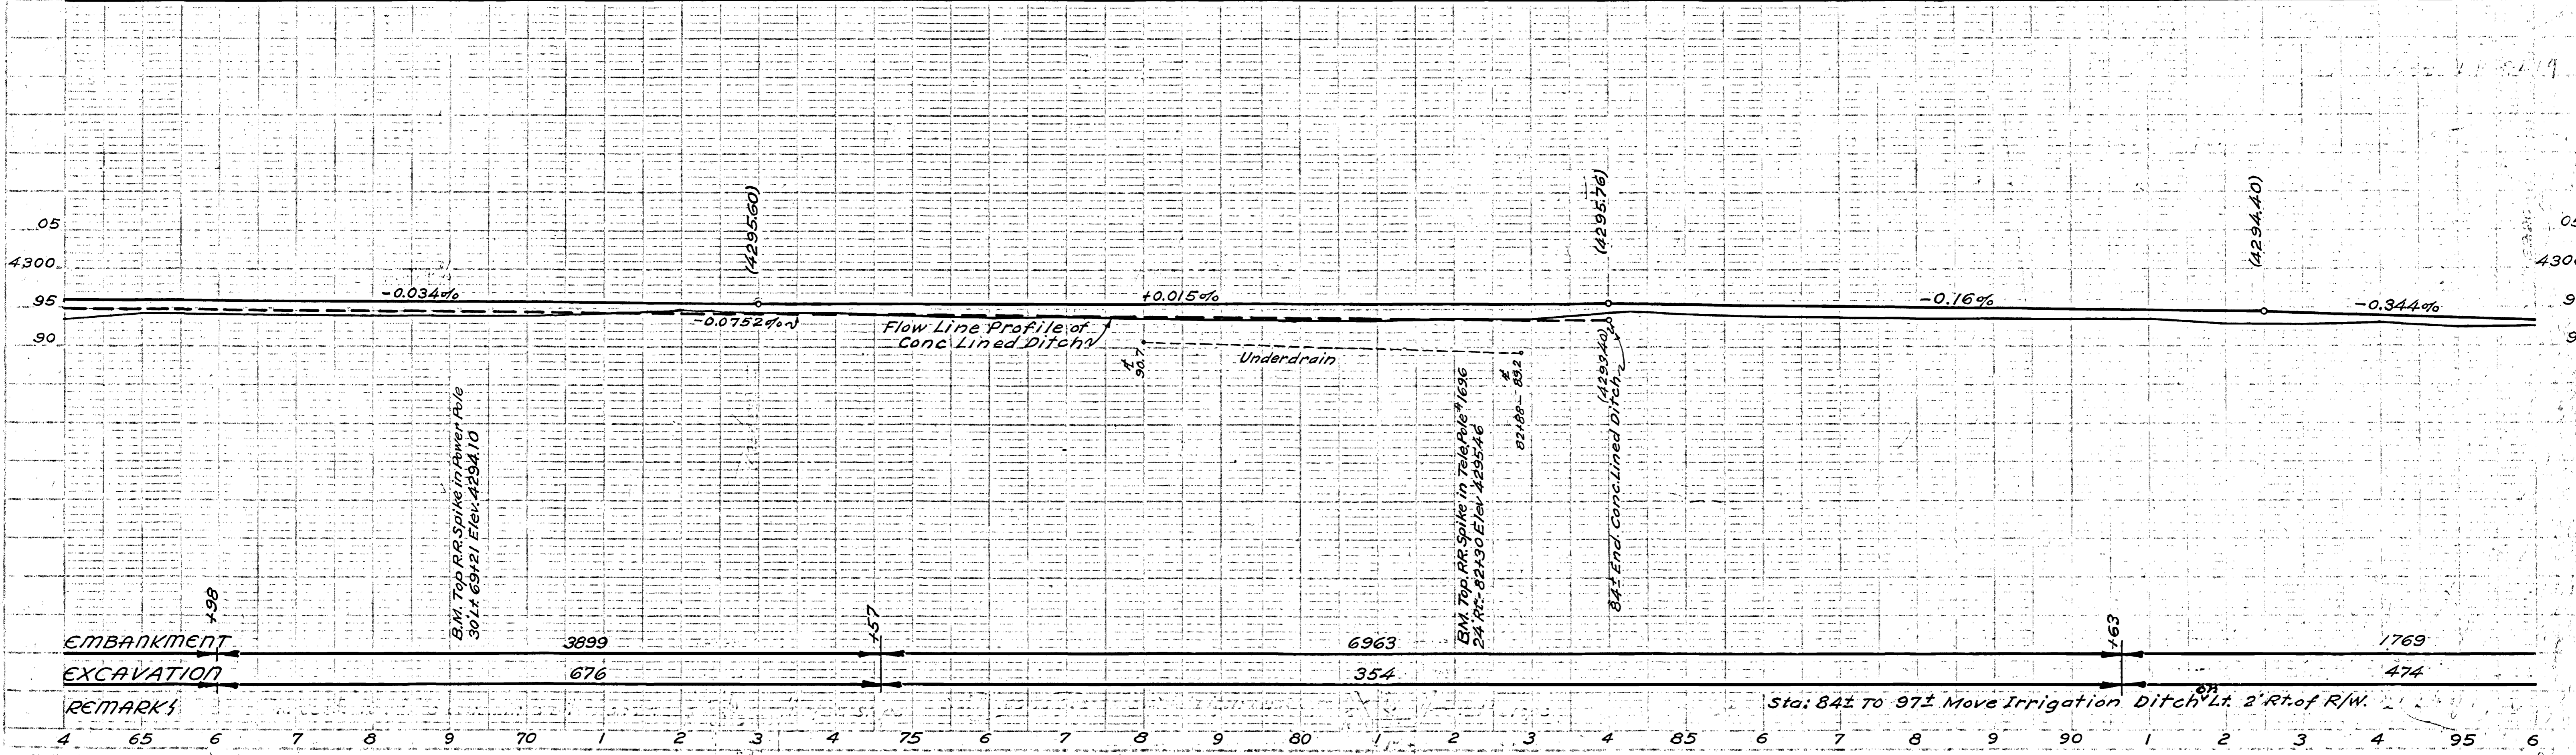 (4295.60)
(4295.76)
(4294.40)
05
05
4300
4300
95
-0.034%
+0.015%
-0.16%
-0.344%
-0.0752%
Flow Line Profile of
Conc Lined Ditch
90
90.7
Underdrain
82+88 - 89.2
(4293.40)
84± End Conc. Lined Ditch
B.M. Top R.R. Spike in Power Pole
30' Lt. 69+21 Elev. 4294.10
B.M. Top. R.R. Spike in Tele. Pole #1696
24' Rt. - 82+30 Elev 4295.46
+98
+57
+63
EMBANKMENT 3899 6963 1769
EXCAVATION 676 354 474
REMARKS
on
Sta: 84± TO 97± Move Irrigation Ditch Lt. 2' Rt. of R/W.
4 65 6 7 8 9 70 1 2 3 4 75 6 7 8 9 80 1 2 3 4 85 6 7 8 9 90 1 2 3 4 95 6